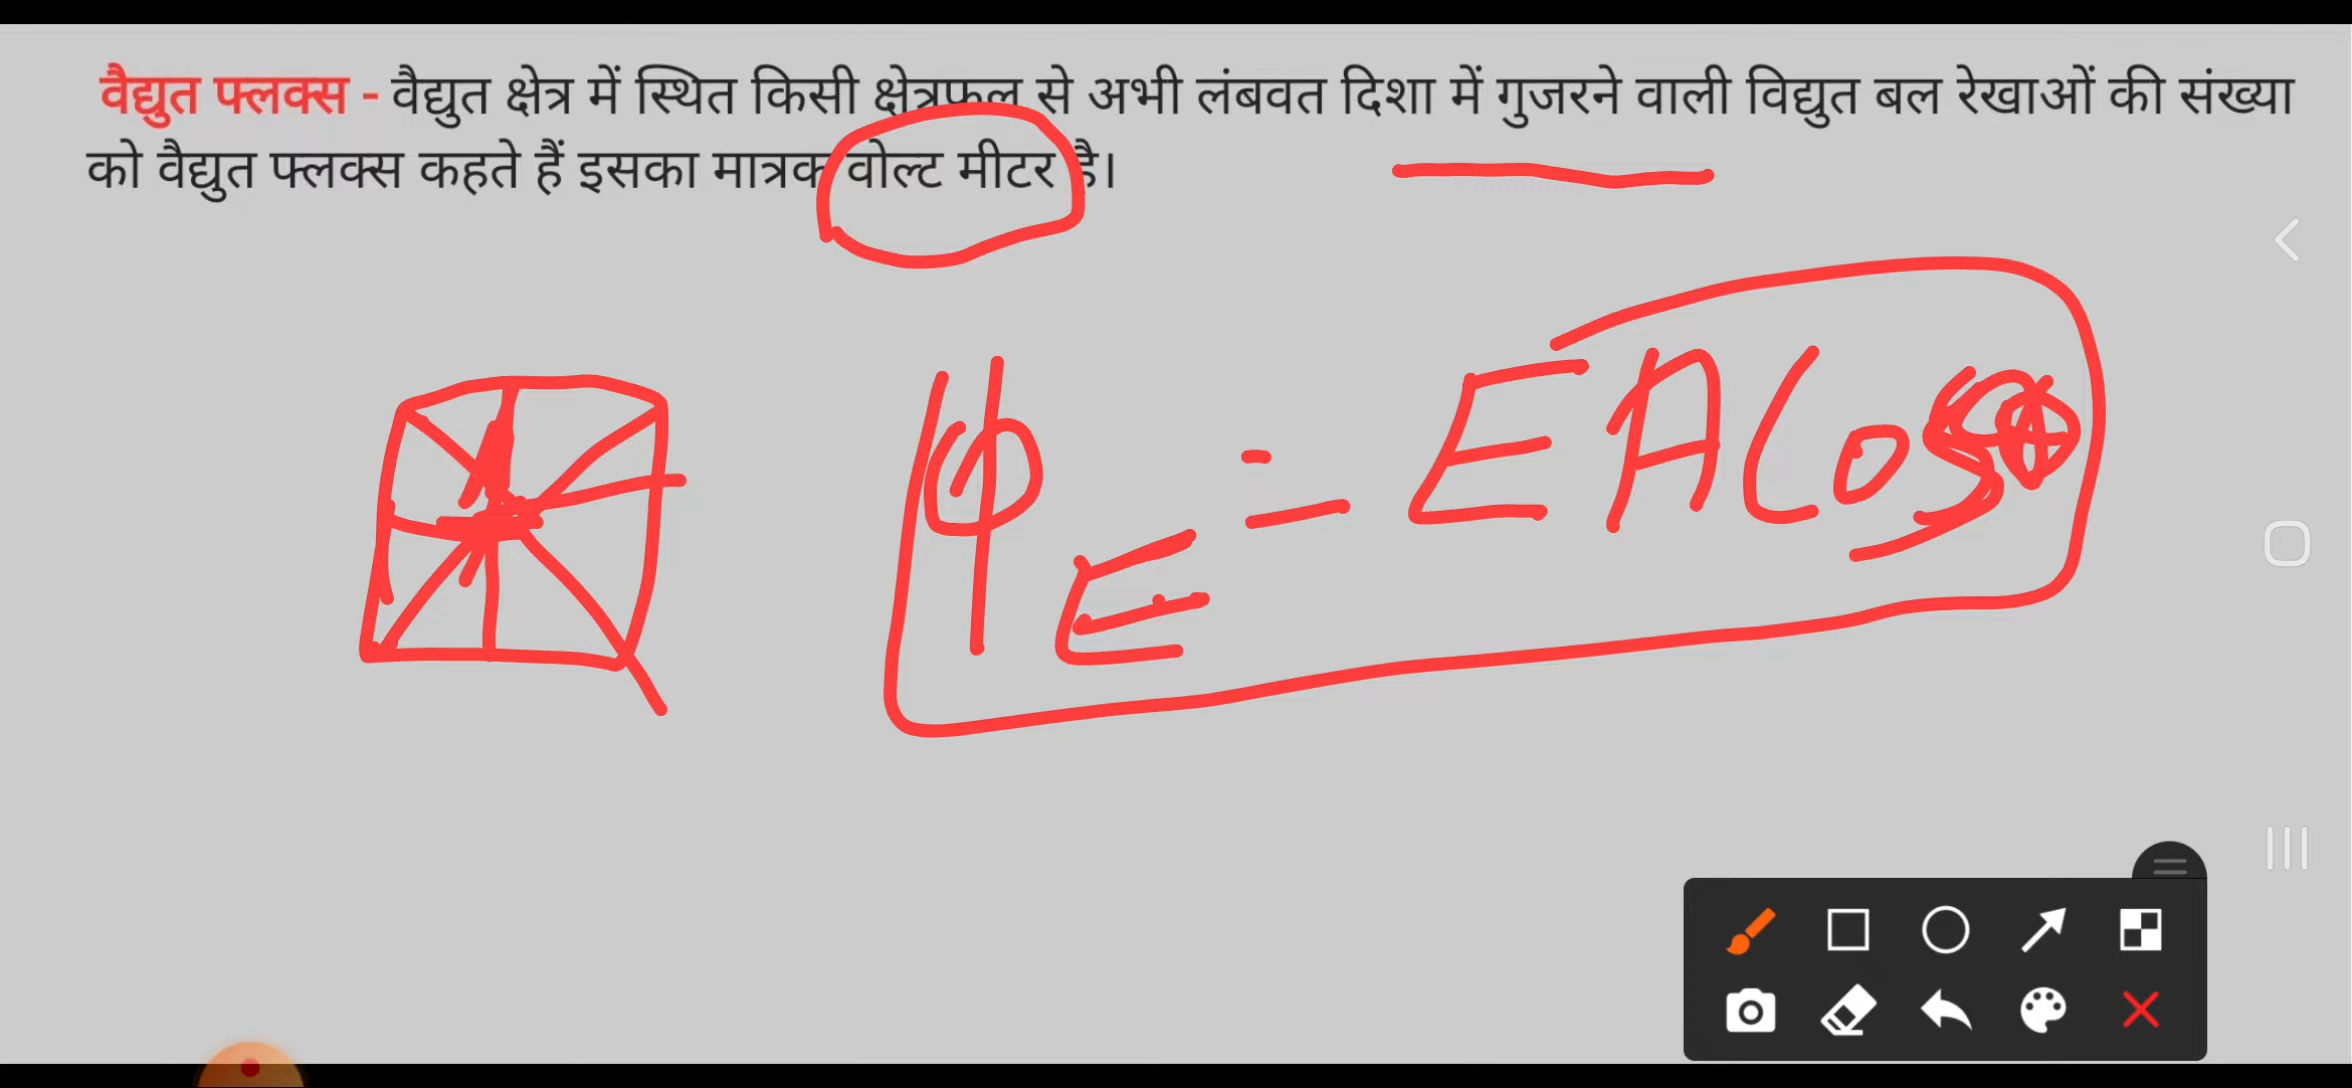 वैद्युत फ्लक्स - वैद्युत क्षेत्र में स्थित किसी क्षेत्रफल से अभी लंबवत दिशा में गुजरने वाली विद्युत बल रेखाओं की संख्या
को वैद्युत फ्लक्स कहते हैं इसका मात्रक वोल्ट मीटर है।
ϕE = EACosθ